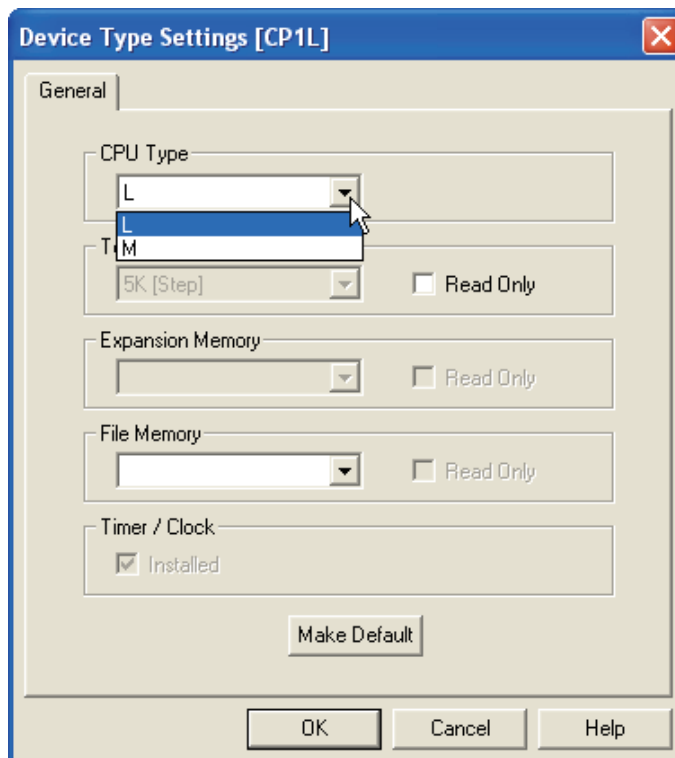 Device Type Settings [CP1L]
General
CPU Type
L
L
M
5K [Step]
Read Only
Expansion Memory
Read Only
File Memory
Read Only
Timer / Clock
Installed
Make Default
OK Cancel Help